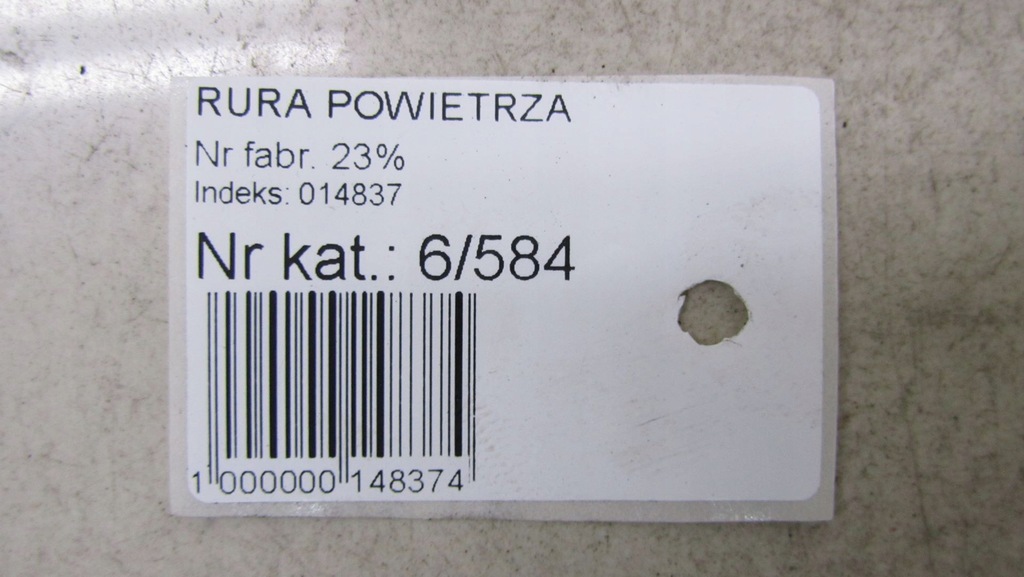 RURA POWIETRZA
Nr fabr. 23%
Indeks: 014837
Nr kat.: 6/584
1 000000 148374